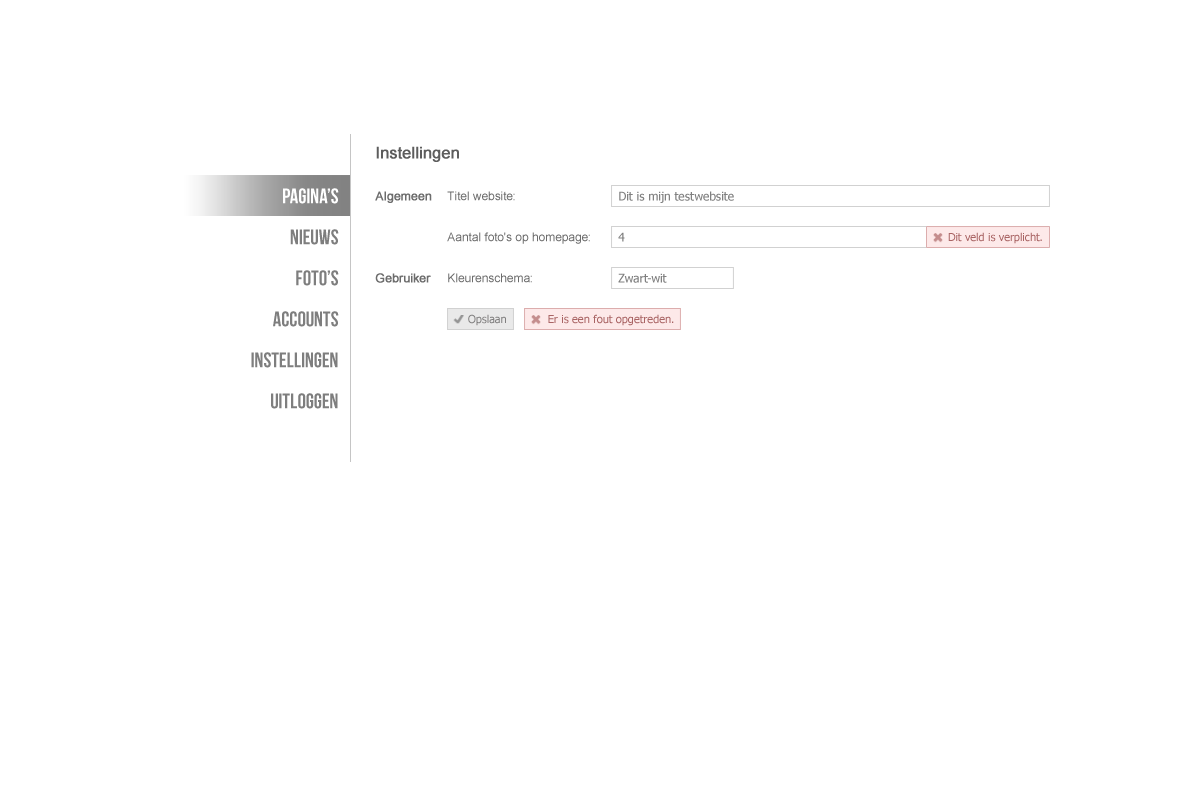 PAGINA'S
NIEUWS
FOTO'S
ACCOUNTS
INSTELLINGEN
UITLOGGEN
Instellingen
Algemeen Titel website: Dit is mijn testwebsite
Aantal foto's op homepage: 4 Dit veld is verplicht.
Gebruiker Kleurenschema: Zwart-wit
Opslaan Er is een fout opgetreden.